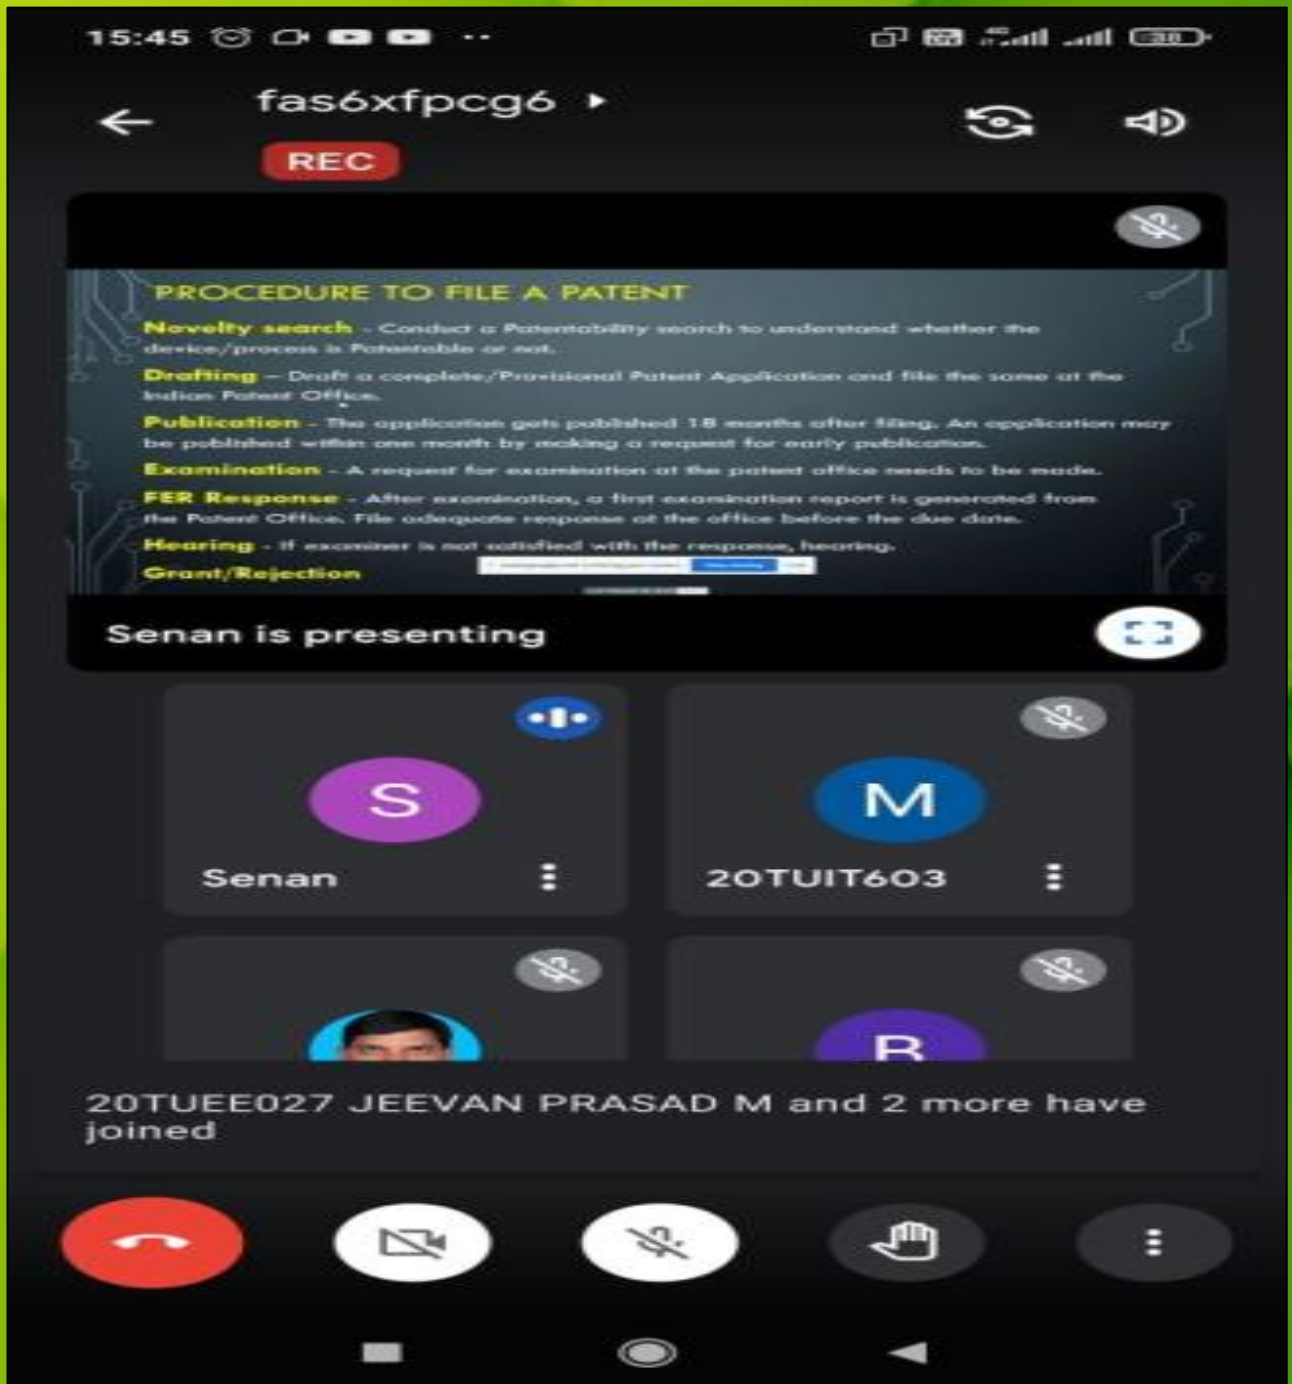 15:45
4G
38
fas6xfpcg6
REC
PROCEDURE TO FILE A PATENT
Novelty search - Conduct a Patentability search to understand whether the
device/process is Patentable or not.
Drafting – Draft a complete/Provisional Patent Application and file the same at the
Indian Patent Office.
Publication - The application gets published 18 months after filing. An application may
be published within one month by making a request for early publication.
Examination - A request for examination at the patent office needs to be made.
FER Response - After examination, a first examination report is generated from
the Patent Office. File adequate response at the office before the due date.
Hearing - If examiner is not satisfied with the response, hearing.
Grant/Rejection
Senan is presenting
S
M
Senan
20TUIT603
20TUEE027 JEEVAN PRASAD M and 2 more have
joined